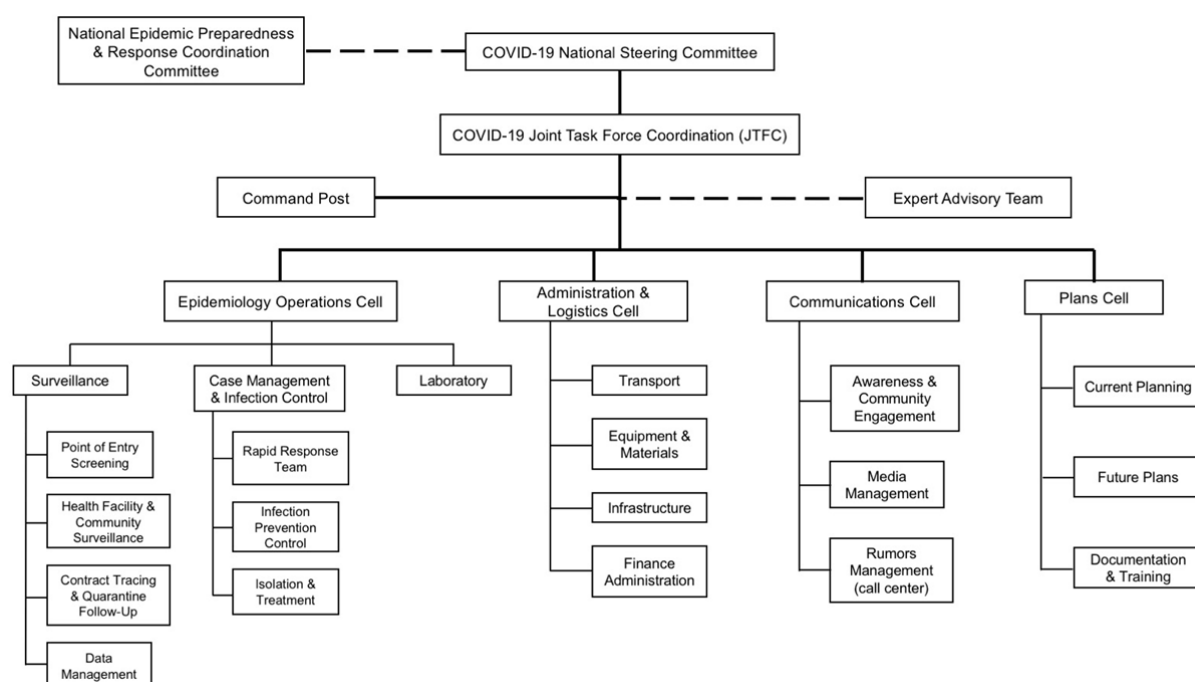 National Epidemic Preparedness
& Response Coordination
Committee
COVID-19 National Steering Committee
COVID-19 Joint Task Force Coordination (JTFC)
Command Post
Expert Advisory Team
Epidemiology Operations Cell
Administration &
Logistics Cell
Communications Cell
Plans Cell
Surveillance
Case Management
& Infection Control
Laboratory
Point of Entry
Screening
Health Facility &
Community
Surveillance
Contract Tracing
& Quarantine
Follow-Up
Data
Management
Rapid Response
Team
Infection
Prevention
Control
Isolation &
Treatment
Transport
Equipment &
Materials
Infrastructure
Finance
Administration
Awareness &
Community
Engagement
Media
Management
Rumors
Management
(call center)
Current Planning
Future Plans
Documentation
& Training